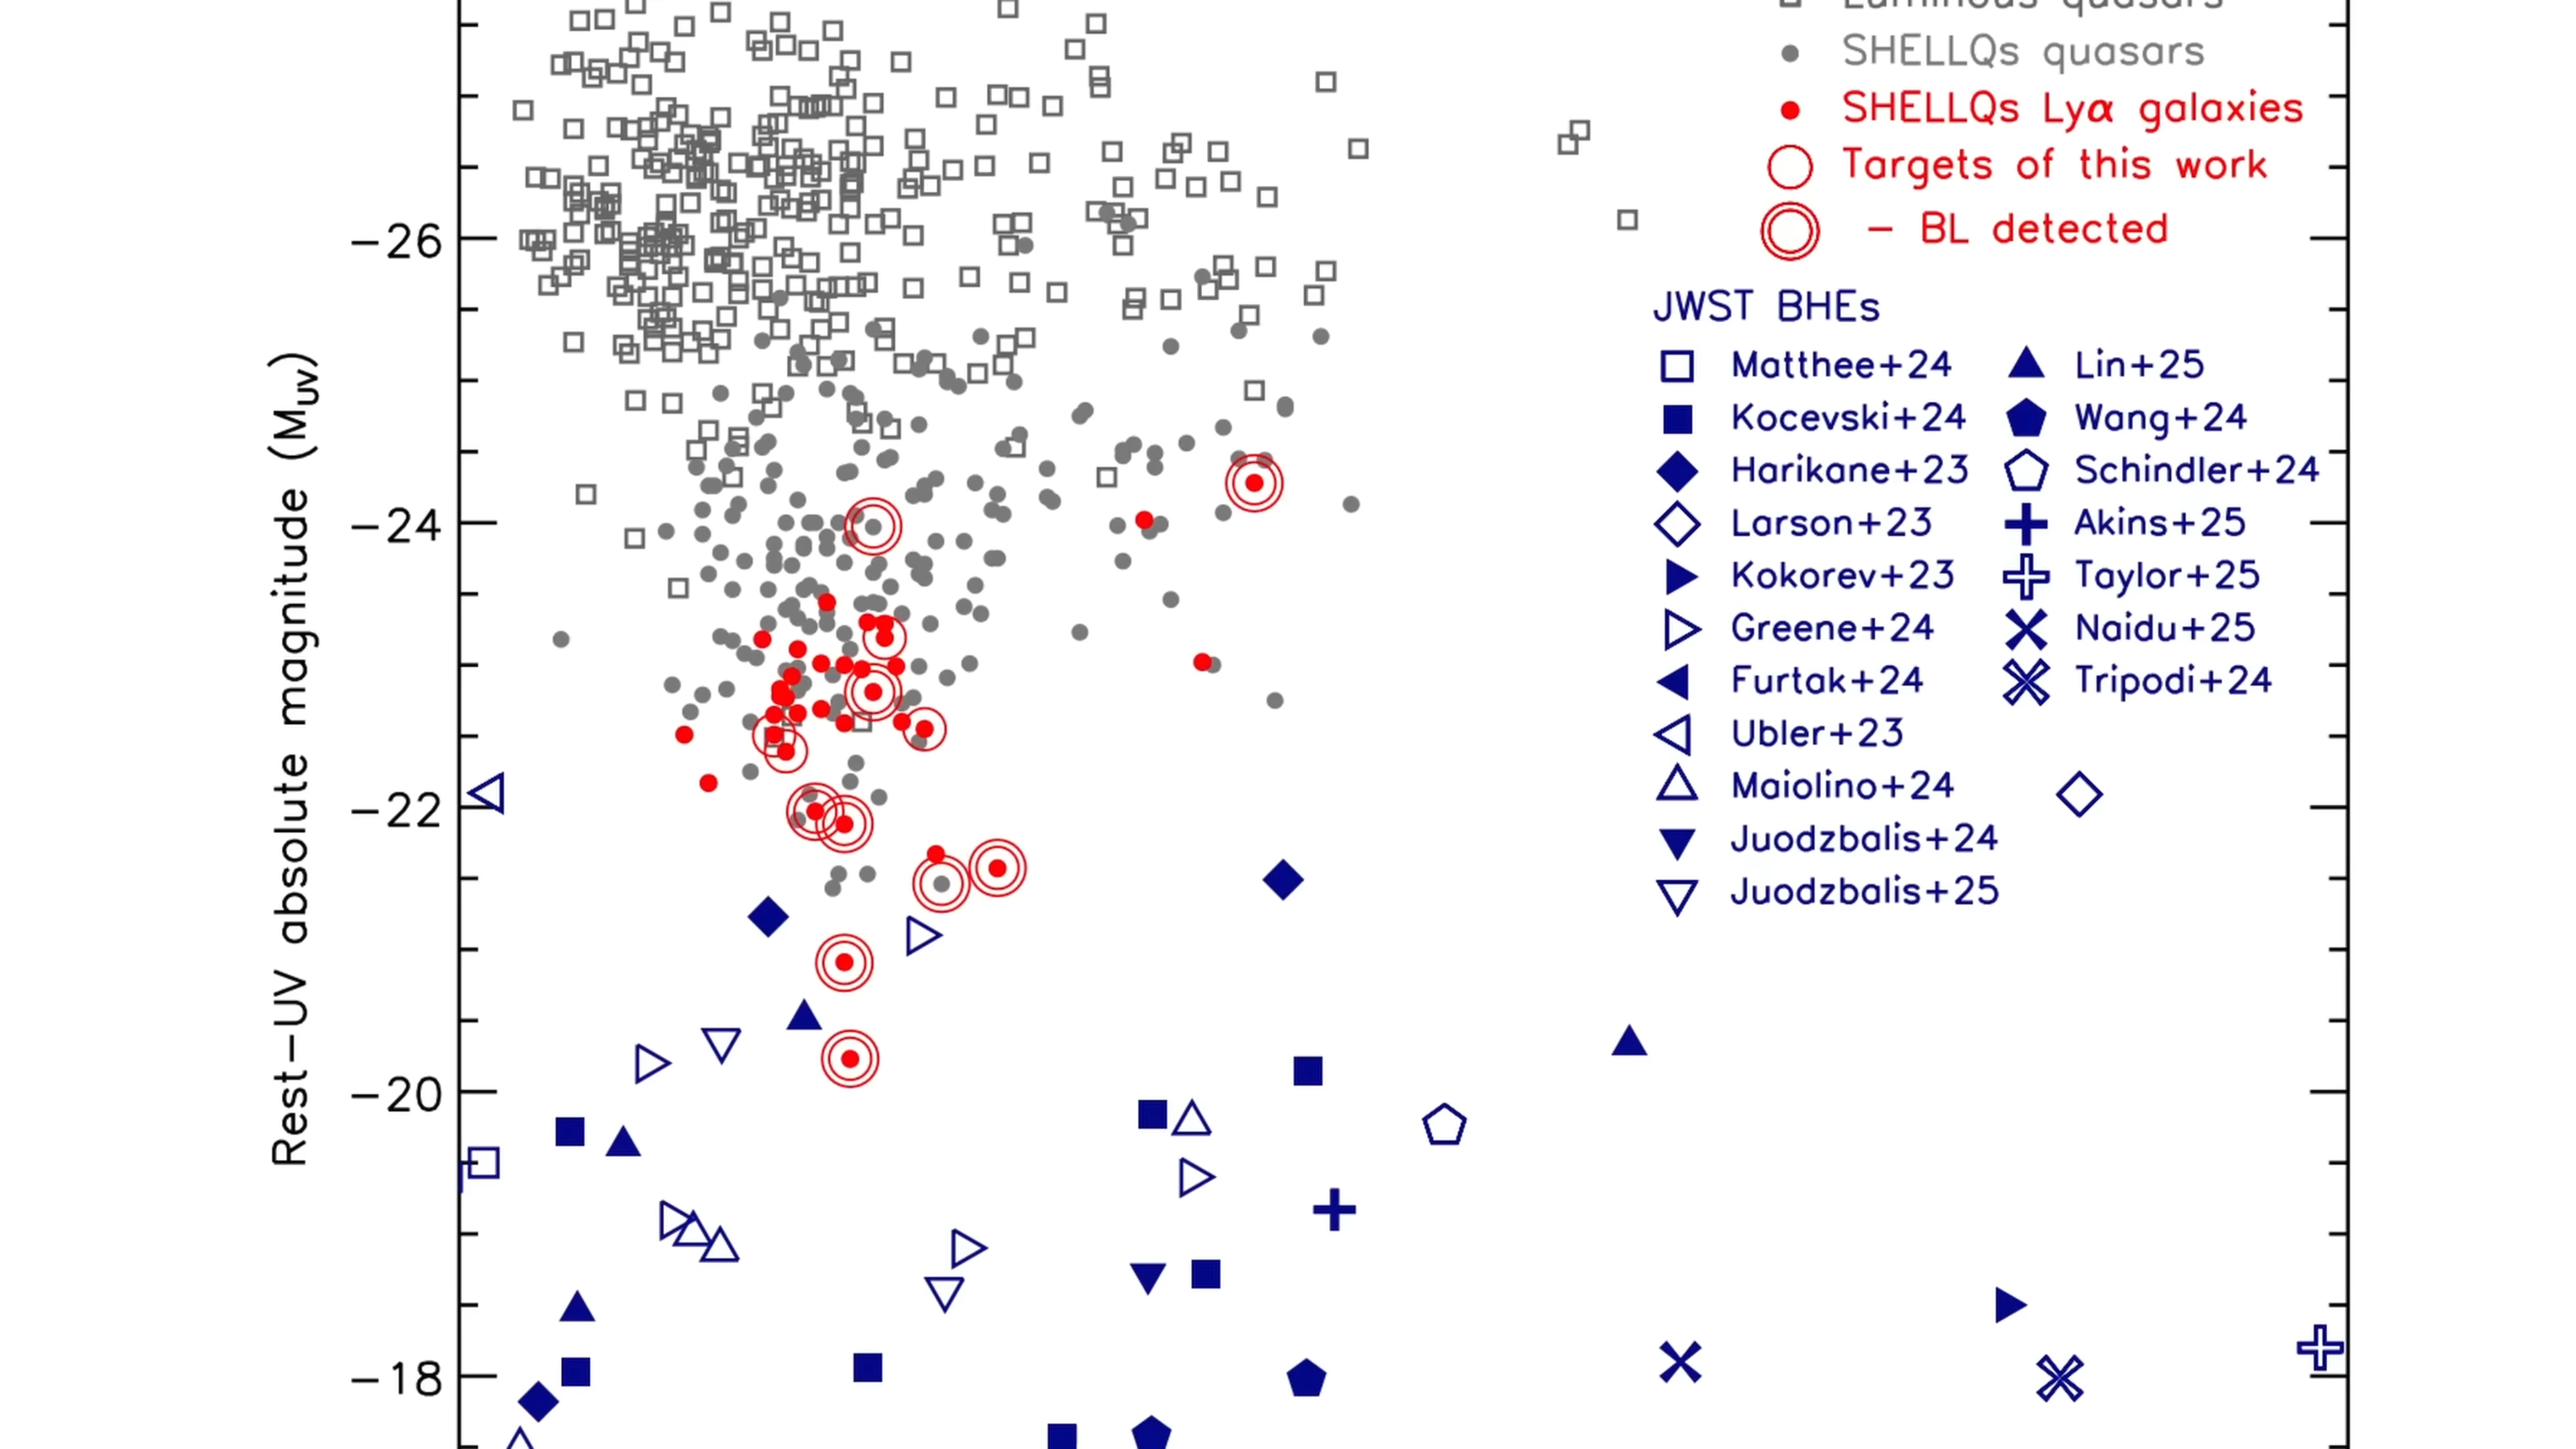 Luminous quasars
SHELLQs quasars
SHELLQs Lyα galaxies
Targets of this work
− BL detected
JWST BHEs
Matthee+24
Kocevski+24
Harikane+23
Larson+23
Kokorev+23
Greene+24
Furtak+24
Ubler+23
Maiolino+24
Juodzbalis+24
Juodzbalis+25
Lin+25
Wang+24
Schindler+24
Akins+25
Taylor+25
Naidu+25
Tripodi+24
Rest−UV absolute magnitude (M_UV)
−26
−24
−22
−20
−18